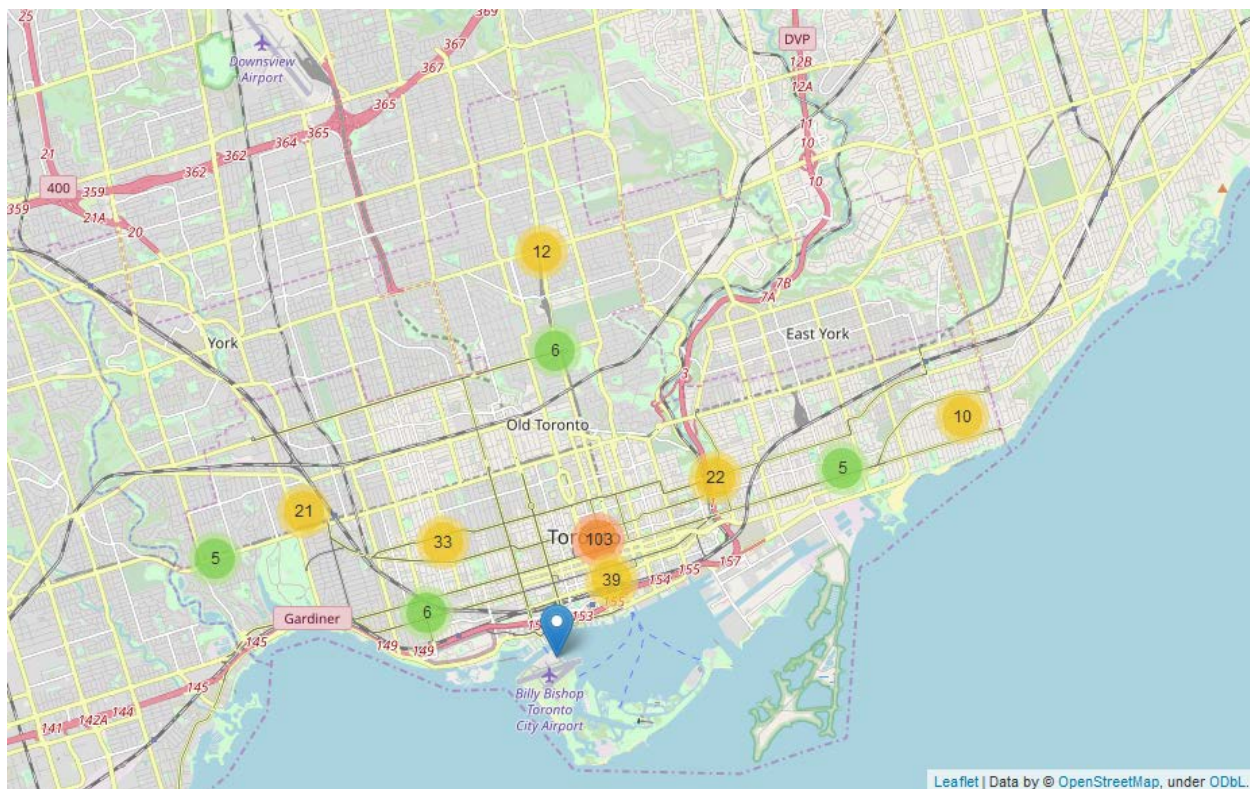 25
369
367
DVP
Downsview
Airport
367
12B
12A
365
11
10
21
364
365
362
362
10
400
359
359
21A
20
12
7B
7A
York
East York
6
3
10
Old Toronto
5
22
21
33
Toronto
103
5
157
155
154
39
6
153
Gardiner
145
149
149
Billy Bishop
Toronto
City Airport
145
144
142A
141
Leaflet | Data by © OpenStreetMap, under ODbL.